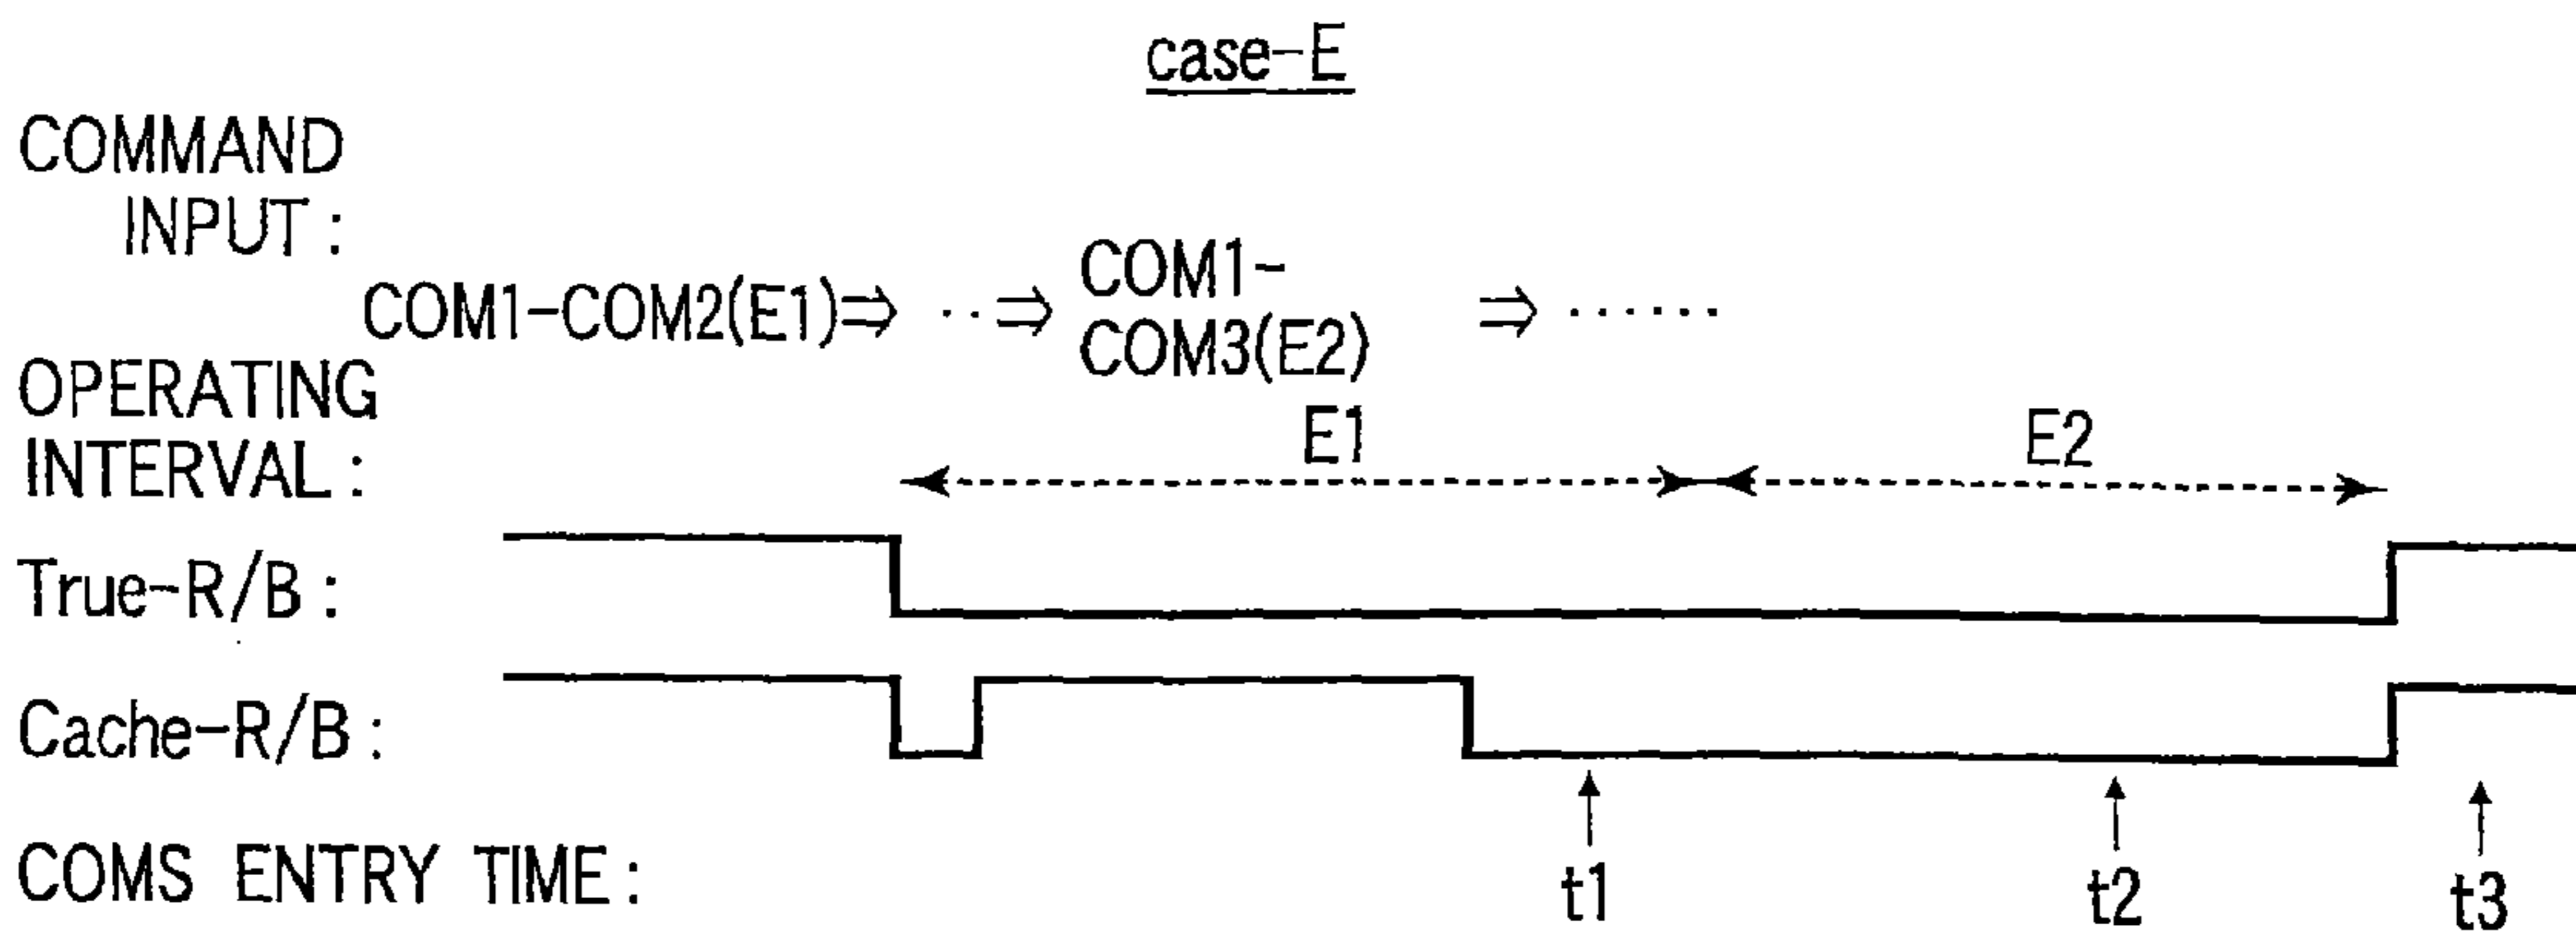 case-E
COMMAND
INPUT :
COM1-COM2(E1)⇒ ··⇒ COM1-
COM3(E2) ⇒ ······
OPERATING
INTERVAL :
E1 E2
True-R/B :
Cache-R/B :
COMS ENTRY TIME :
t1 t2 t3